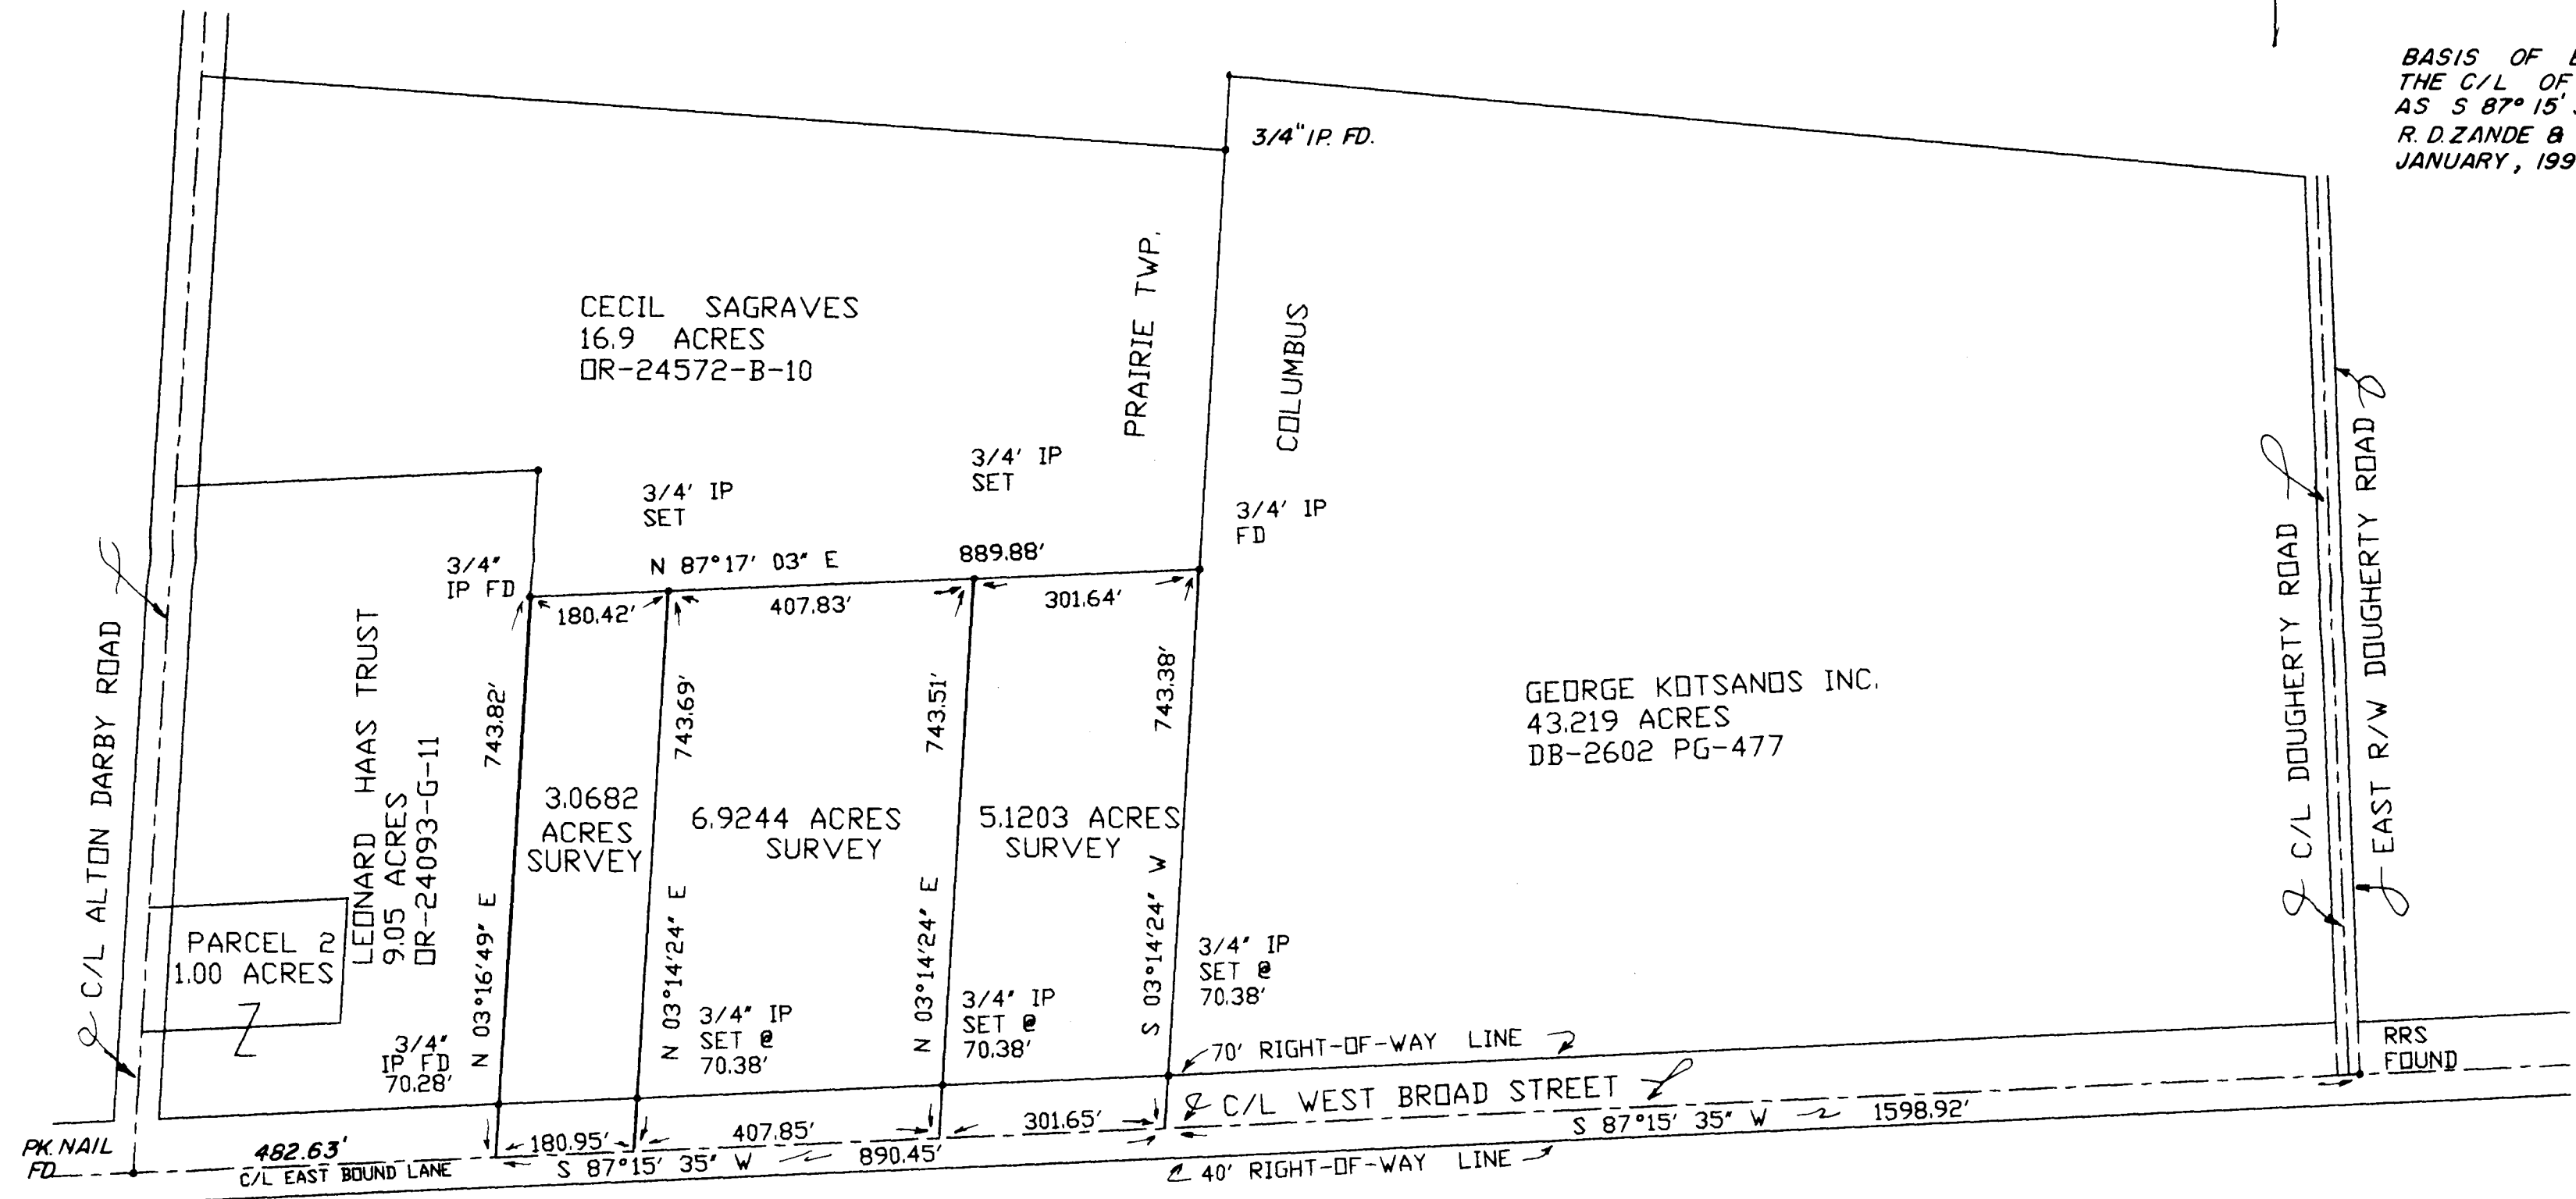 BASIS OF
THE C/L OF
AS S 87° 15'
R. D. ZANDE &
JANUARY, 199
3/4" I.P. FD.
PRAIRIE TWP.
COLUMBUS
CECIL SAGRAVES
16.9 ACRES
OR-24572-B-10
3/4' IP
SET
3/4' IP
SET
3/4' IP
FD
3/4"
IP FD
N 87°17' 03" E
889.88'
180.42'
407.83'
301.64'
C/L ALTON DARBY ROAD
LEONARD HAAS TRUST
9.05 ACRES
OR-24093-G-11
743.82'
743.69'
743.51'
743.38'
3.0682
ACRES
SURVEY
6.9244 ACRES
SURVEY
5.1203 ACRES
SURVEY
GEORGE KOTSANOS INC.
43.219 ACRES
DB-2602 PG-477
C/L DOUGHERTY ROAD
EAST R/W DOUGHERTY ROAD
PARCEL 2
1.00 ACRES
N 03°16'49" E
N 03°14'24" E
N 03°14'24" E
S 03°14'24" W
3/4"
IP FD
70.28'
3/4" IP
SET @
70.38'
3/4" IP
SET @
70.38'
3/4" IP
SET @
70.38'
70' RIGHT-OF-WAY LINE
RRS
FOUND
C/L WEST BROAD STREET
PK. NAIL
FD.
482.63'
C/L EAST BOUND LANE
180.95'
407.85'
301.65'
S 87°15' 35" W
890.45'
S 87°15' 35" W
1598.92'
40' RIGHT-OF-WAY LINE